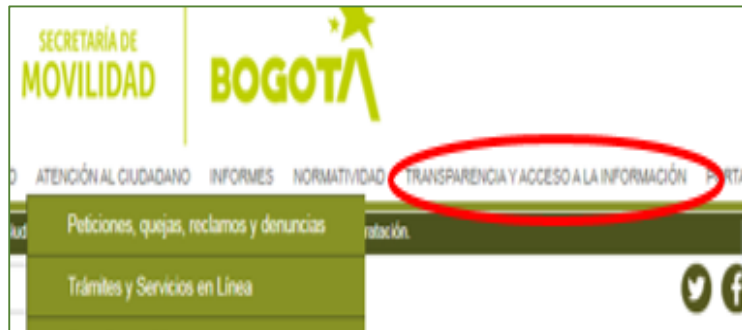 SECRETARÍA DE
MOVILIDAD
BOGOTÁ
ATENCIÓN AL CIUDADANO INFORMES NORMATIVIDAD TRANSPARENCIA Y ACCESO A LA INFORMACIÓN
Peticiones, quejas, reclamos y denuncias
Trámites y Servicios en Línea